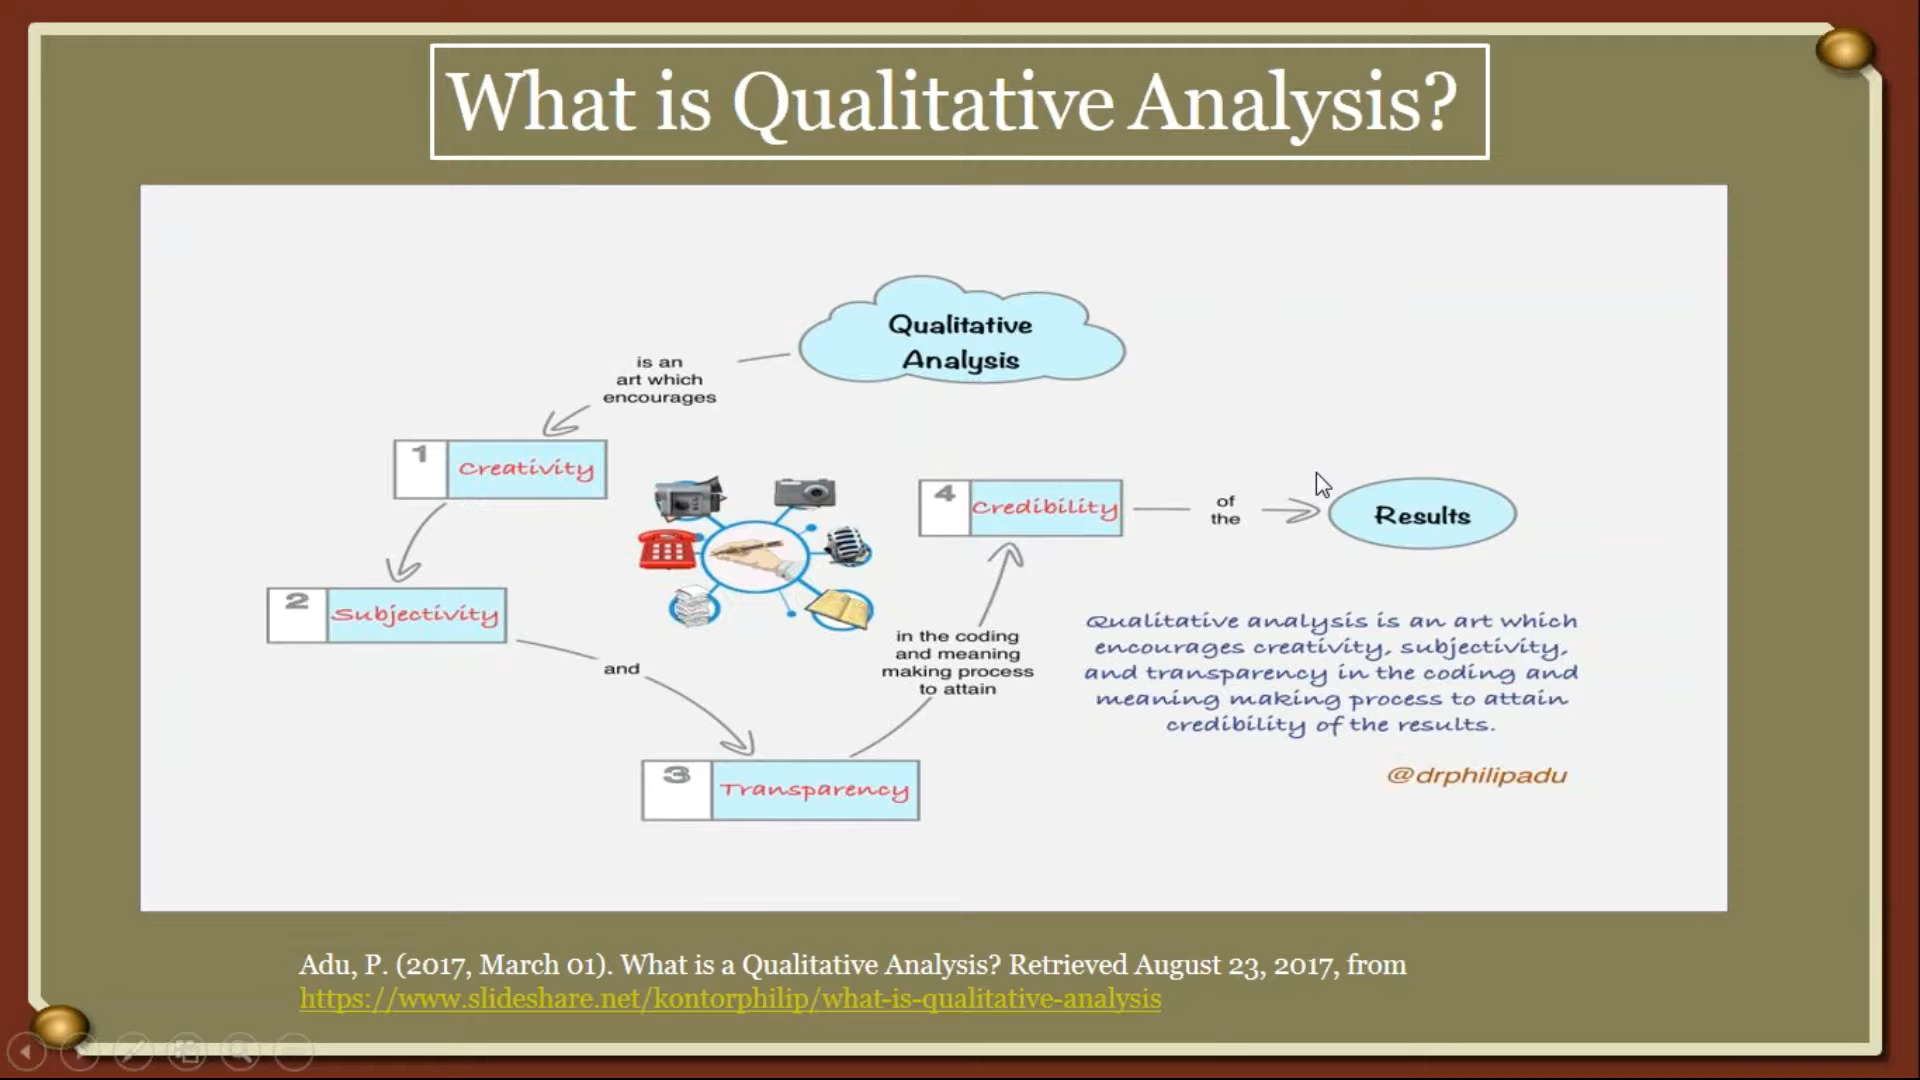 What is Qualitative Analysis?
Qualitative
Analysis
is an
art which
encourages
1
Creativity
2
Subjectivity
and
3
Transparency
in the coding
and meaning
making process
to attain
4
Credibility
of
the
Results
Qualitative analysis is an art which
encourages creativity, subjectivity,
and transparency in the coding and
meaning making process to attain
credibility of the results.
@drphilipadu
Adu, P. (2017, March 01). What is a Qualitative Analysis? Retrieved August 23, 2017, from
https://www.slideshare.net/kontorphilip/what-is-qualitative-analysis